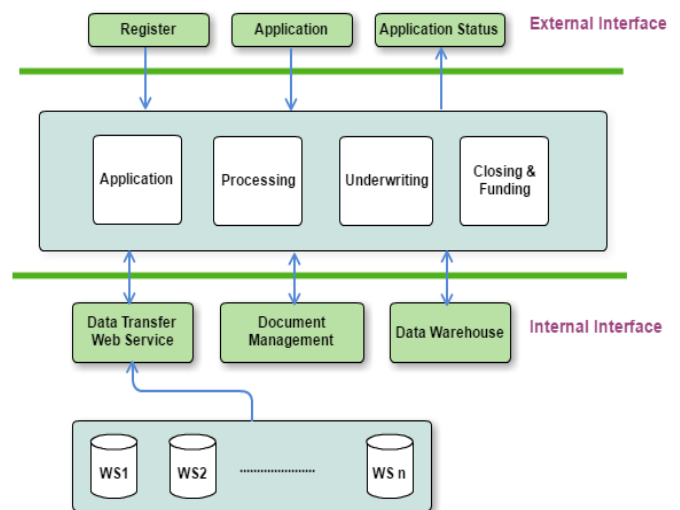 Register
Application
Application Status
External Interface
Application
Processing
Underwriting
Closing &
Funding
Data Transfer
Web Service
Document
Management
Data Warehouse
Internal Interface
WS1
WS2
.......................
WS n